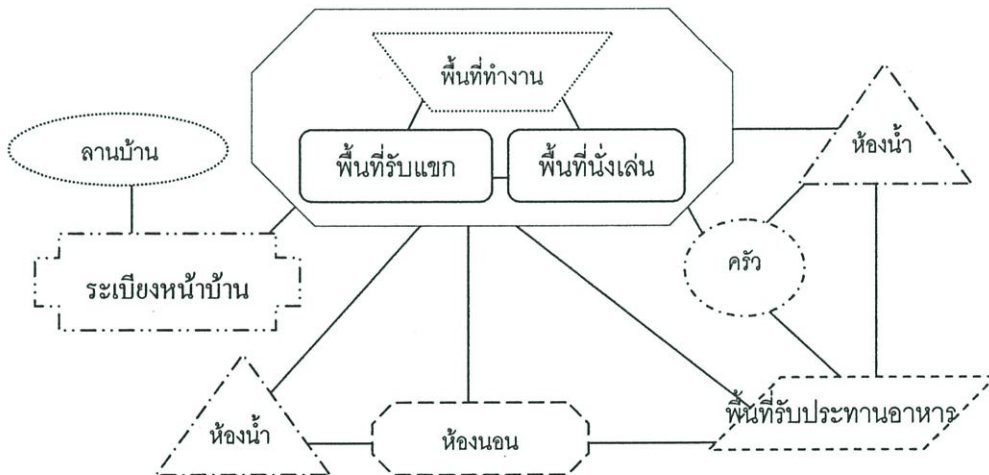 พื้นที่ทำงาน
ลานบ้าน
พื้นที่รับแขก
พื้นที่นั่งเล่น
ห้องน้ำ
ระเบียงหน้าบ้าน
ครัว
ห้องน้ำ
ห้องนอน
พื้นที่รับประทานอาหาร